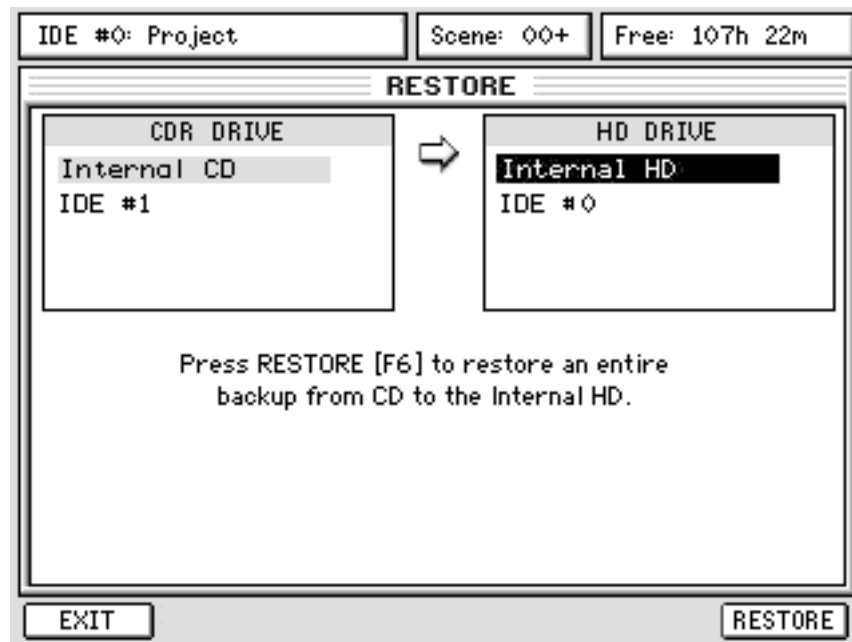 IDE #0: Project
Scene: 00+
Free: 107h 22m
RESTORE
CDR DRIVE
Internal CD
IDE #1
HD DRIVE
Internal HD
IDE #0
Press RESTORE [F6] to restore an entire
backup from CD to the Internal HD.
EXIT
RESTORE